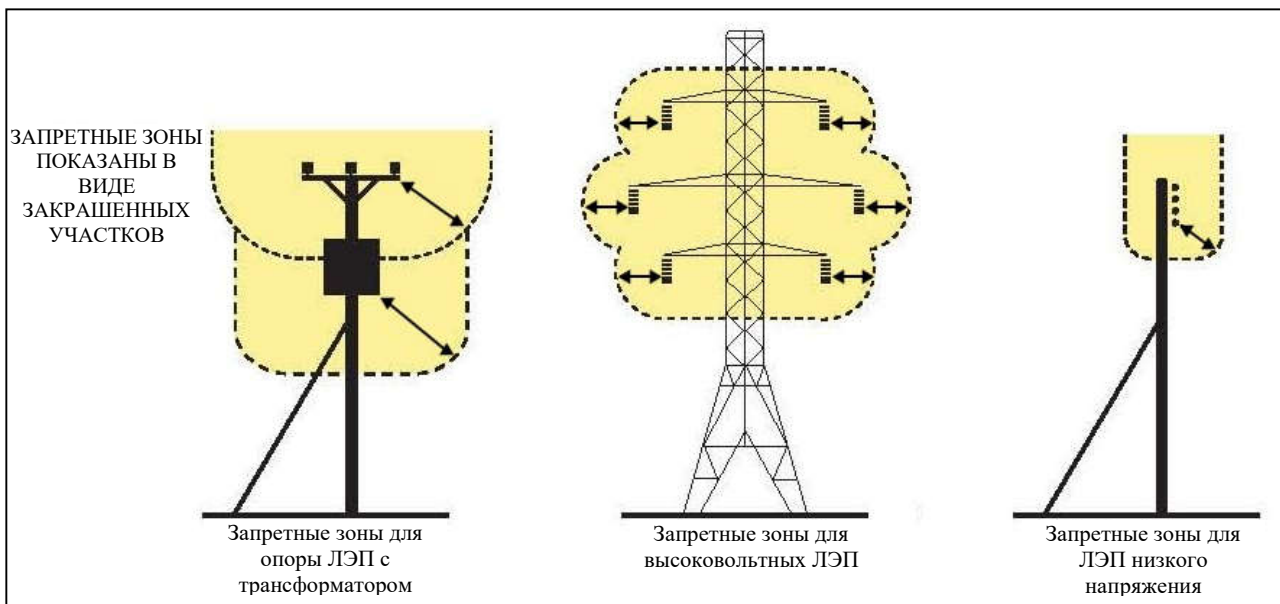 ЗАПРЕТНЫЕ ЗОНЫ
ПОКАЗАНЫ В
ВИДЕ
ЗАКРАШЕННЫХ
УЧАСТКОВ
Запретные зоны для
опоры ЛЭП с
трансформатором
Запретные зоны для
высоковольтных ЛЭП
Запретные зоны для
ЛЭП низкого
напряжения